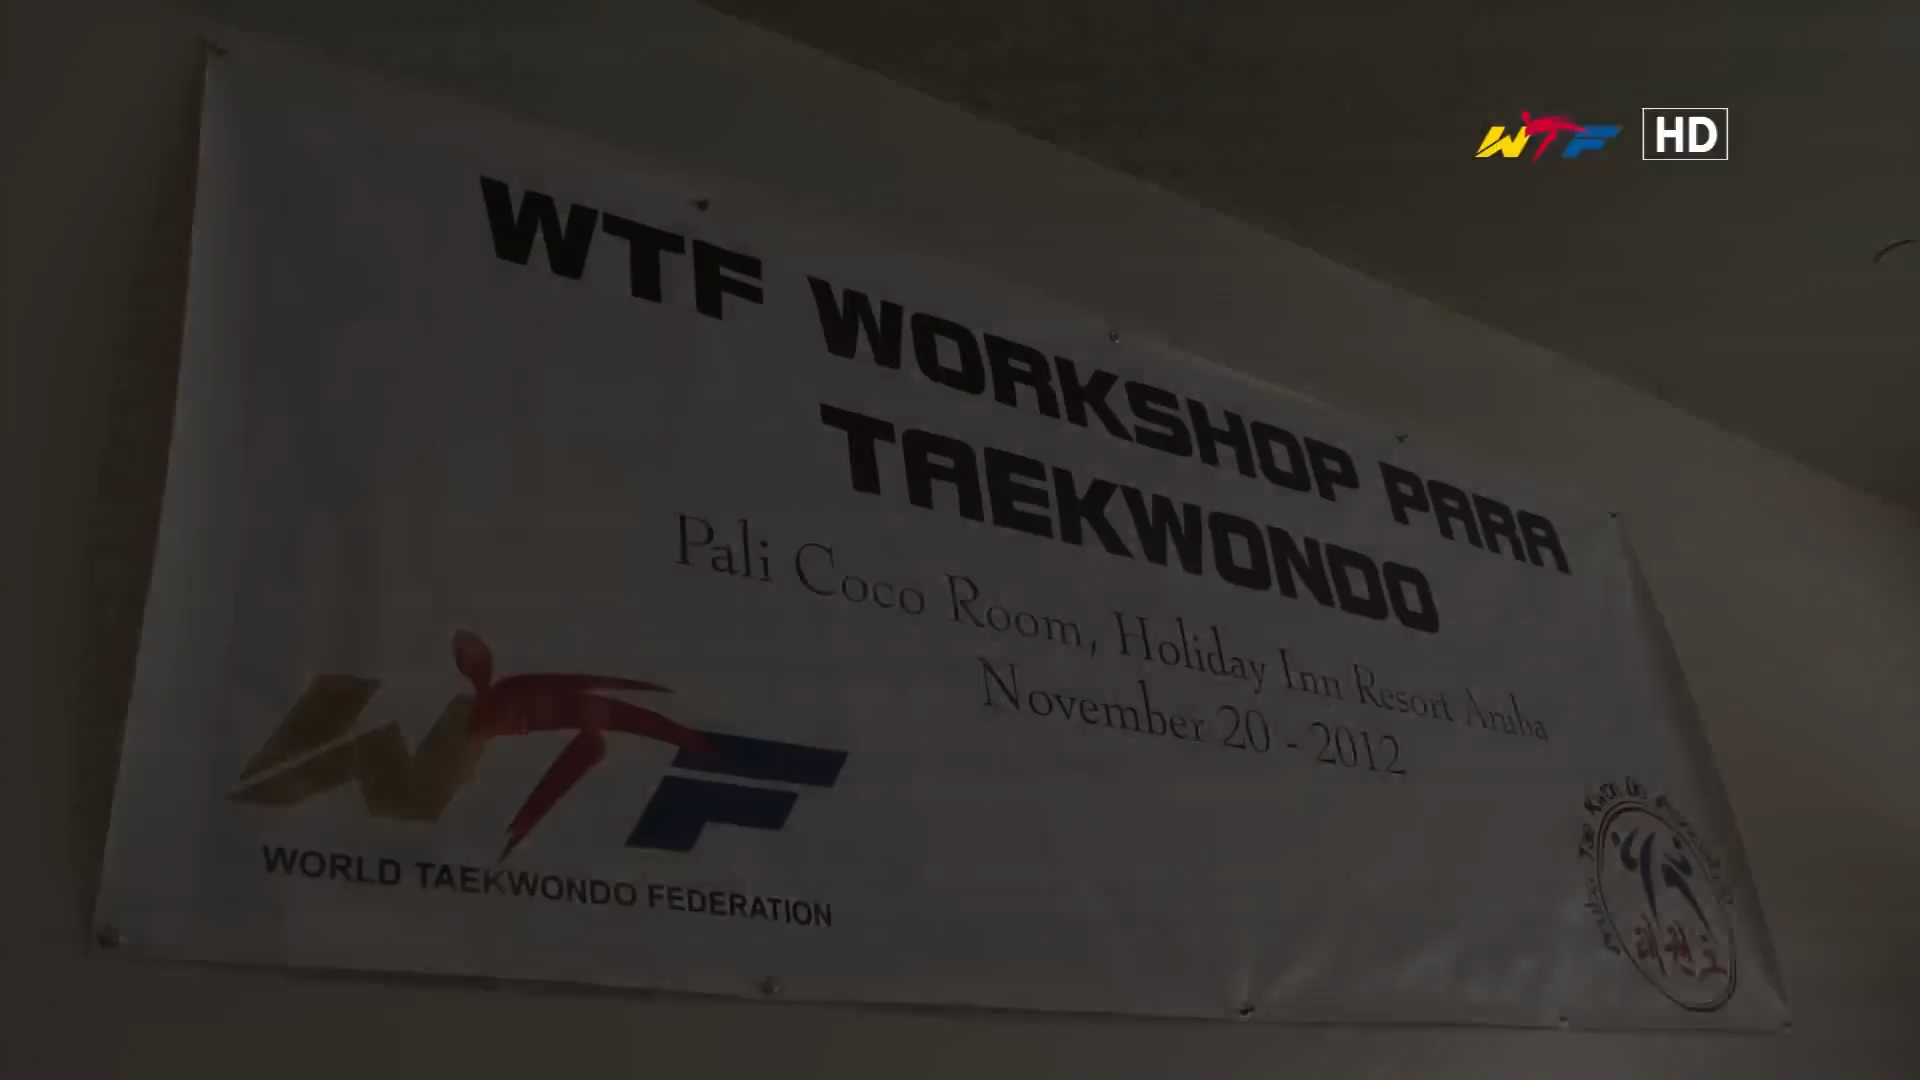 WTF HD
WTF WORKSHOP PARA
TAEKWONDO
Pali Coco Room, Holiday Inn Resort Aruba
November 20 - 2012
WTF
WORLD TAEKWONDO FEDERATION